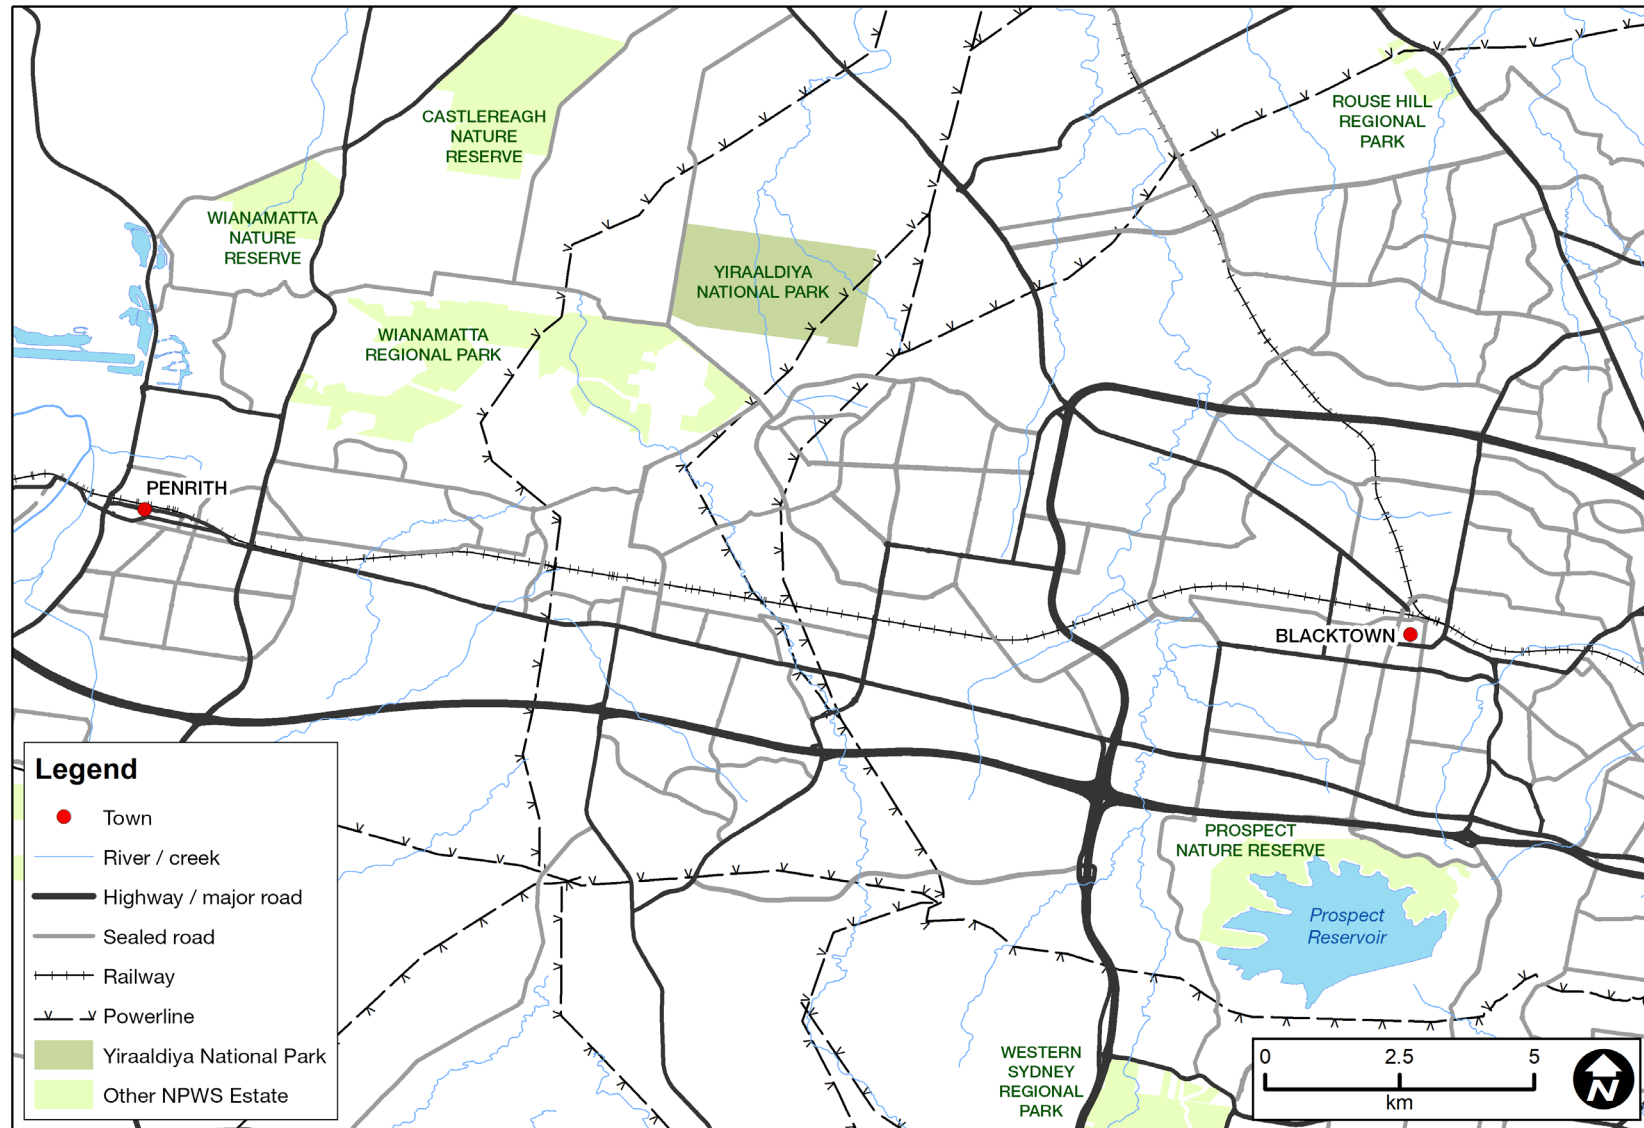 CASTLEREAGH
NATURE
RESERVE
ROUSE HILL
REGIONAL
PARK
WIANAMATTA
NATURE
RESERVE
YIRAALDIYA
NATIONAL PARK
WIANAMATTA
REGIONAL PARK
PENRITH
BLACKTOWN
PROSPECT
NATURE RESERVE
Prospect
Reservoir
WESTERN
SYDNEY
REGIONAL
PARK
Legend
Town
River / creek
Highway / major road
Sealed road
Railway
Powerline
Yiraaldiya National Park
Other NPWS Estate
0 2.5 5
km
N